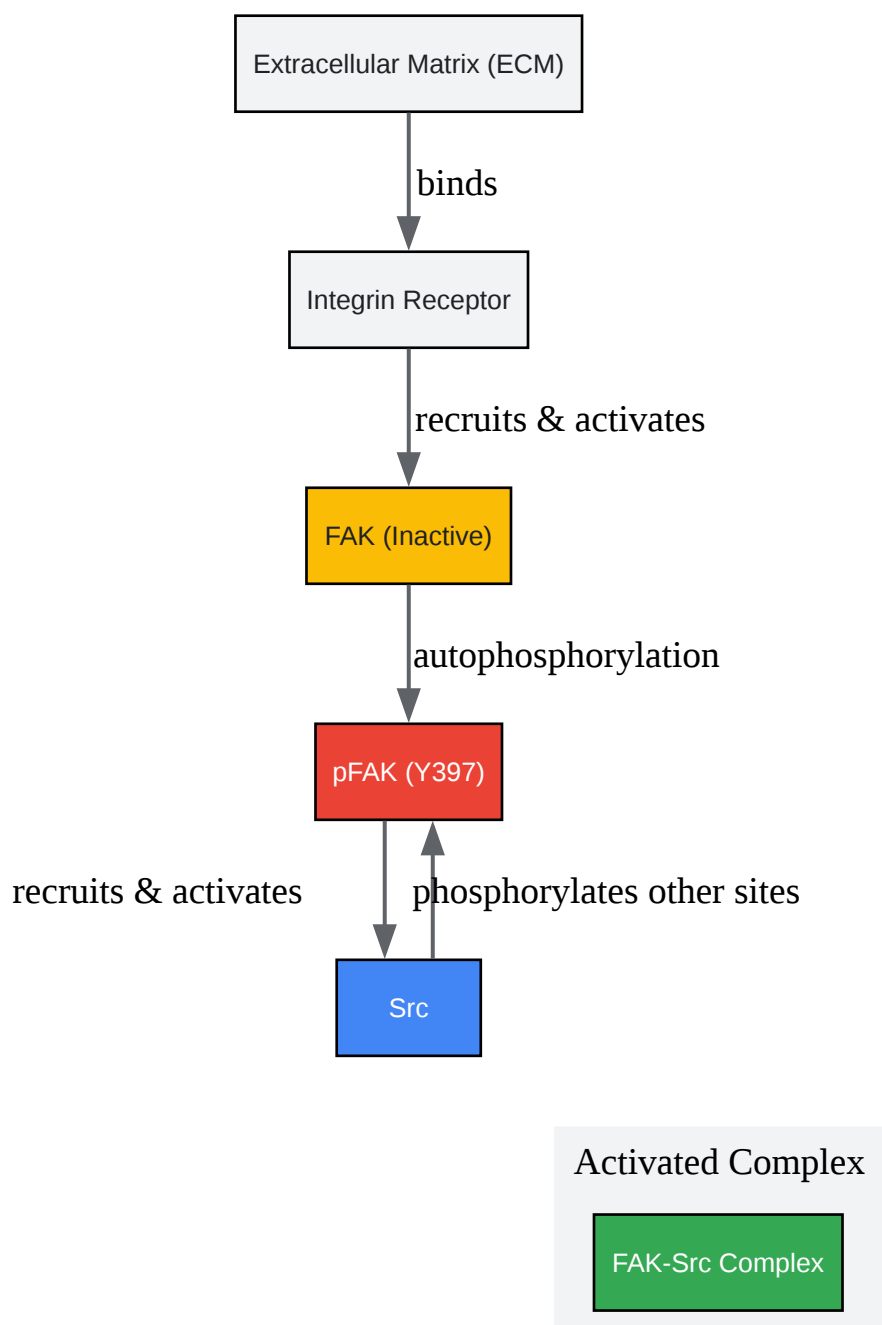 Extracellular Matrix (ECM)
binds
Integrin Receptor
recruits & activates
FAK (Inactive)
autophosphorylation
pFAK (Y397)
recruits & activates
phosphorylates other sites
Src
Activated Complex
FAK-Src Complex